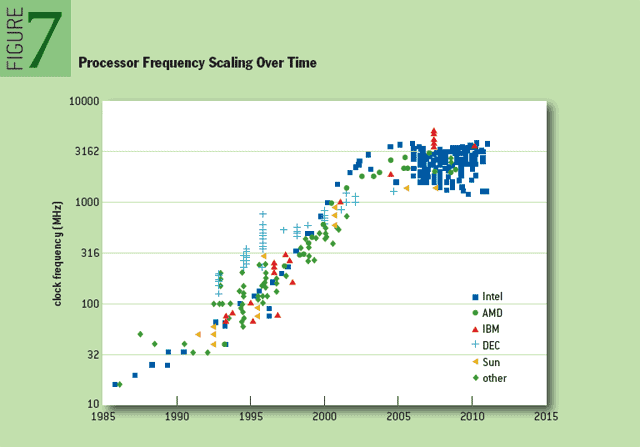 FIGURE
7
Processor Frequency Scaling Over Time
10000
3162
1000
316
100
32
10
clock frequency (MHz)
Intel
AMD
IBM
DEC
Sun
other
1985
1990
1995
2000
2005
2010
2015